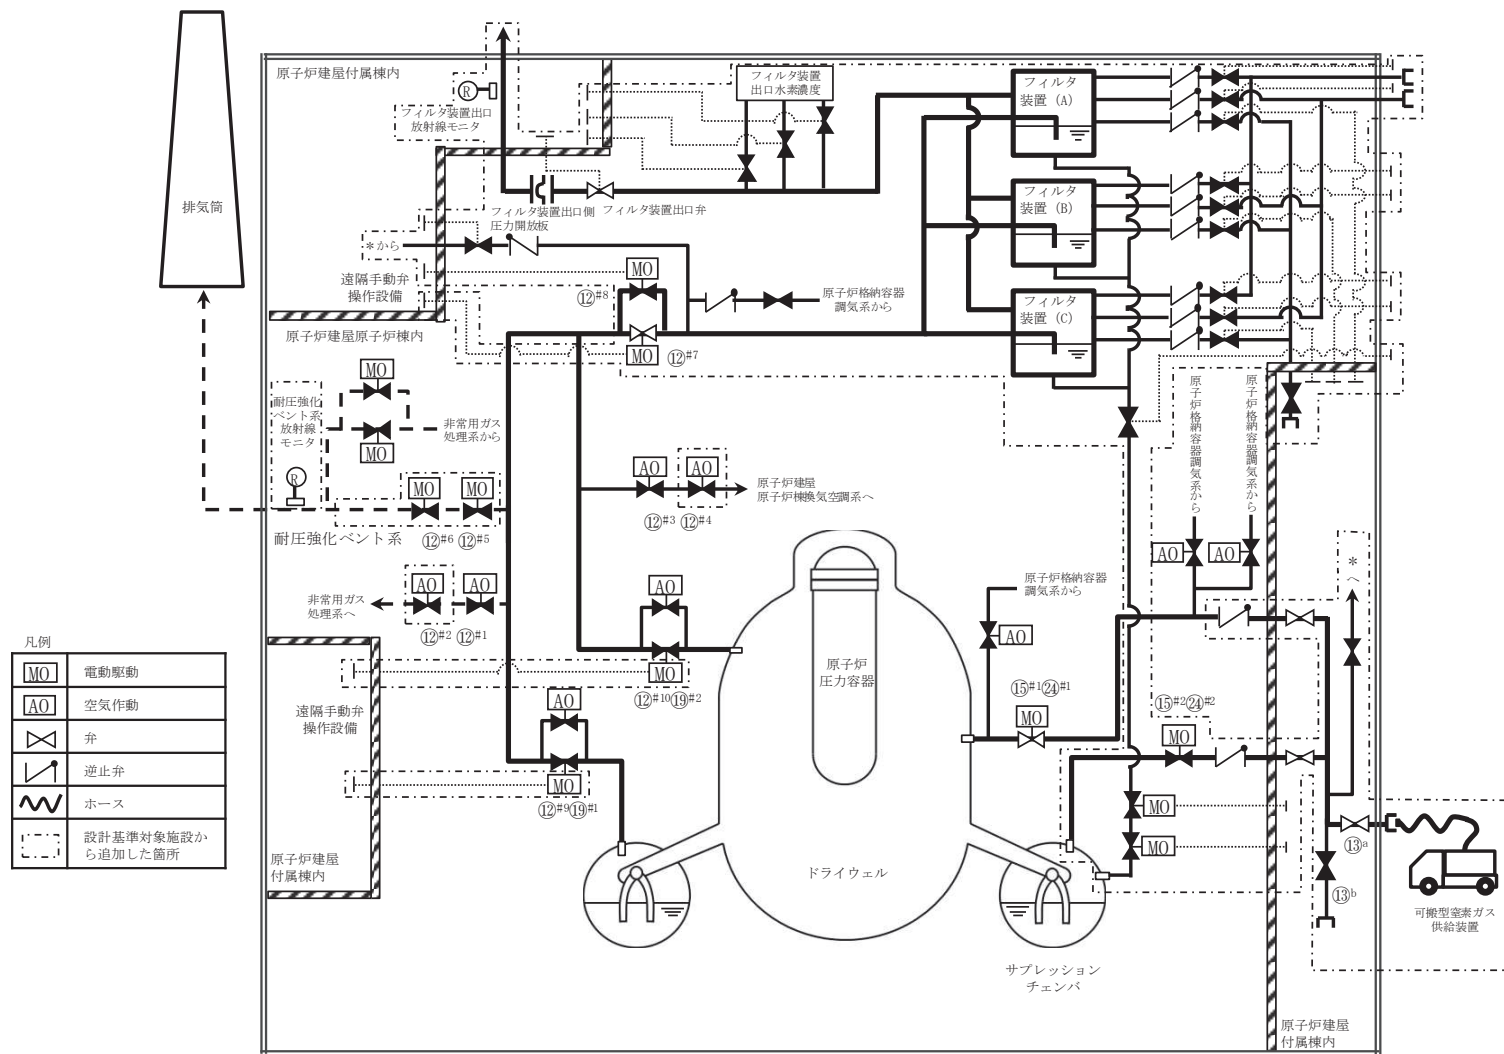 原子炉建屋付属棟内
R
フィルタ装置出口
放射線モニタ
フィルタ装置
出口水素濃度
フィルタ
装置（A）
排気筒
フィルタ装置出口側
圧力開放板
フィルタ装置出口弁
フィルタ
装置（B）
＊から
遠隔手動弁
操作設備
MO
⑫#8
原子炉格納容器
調気系から
フィルタ
装置（C）
原子炉建屋原子炉棟内
MO
⑫#7
MO
耐圧強化
ベント系
放射線
モニタ
R
非常用ガス
処理系から
MO
原子炉格納容器調気系から
原子炉格納容器調気系から
AO
AO
原子炉建屋
原子炉棟換気空調系へ
⑫#3
⑫#4
MO
MO
耐圧強化ベント系
⑫#6
⑫#5
AO
AO
＊へ
AO
AO
非常用ガス
処理系へ
⑫#2
⑫#1
AO
原子炉格納容器
調気系から
AO
凡例
MO
電動駆動
AO
空気作動
弁
逆止弁
ホース
設計基準対象施設か
ら追加した箇所
遠隔手動弁
操作設備
MO
⑫#10⑲#2
原子炉
圧力容器
⑮#1㉔#1
MO
⑮#2㉔#2
MO
AO
MO
⑫#9⑲#1
MO
MO
⑬a
原子炉建屋
付属棟内
ドライウェル
⑬b
可搬型窒素ガス
供給装置
サプレッション
チェンバ
原子炉建屋
付属棟内